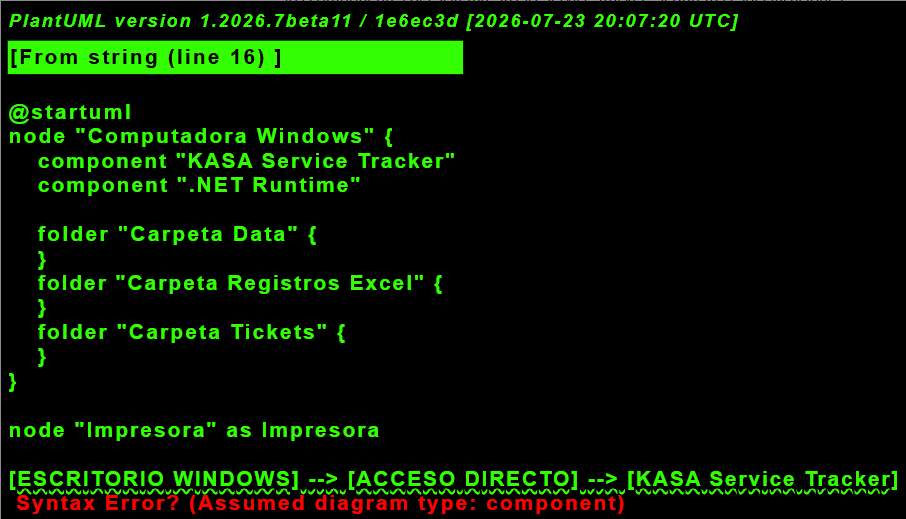 PlantUML version 1.2026.7beta11 / 1e6ec3d [2026-07-23 20:07:20 UTC]
[From string (line 16) ]
@startuml
node "Computadora Windows" {
component "KASA Service Tracker"
component ".NET Runtime"
folder "Carpeta Data" {
}
folder "Carpeta Registros Excel" {
}
folder "Carpeta Tickets" {
}
}
node "Impresora" as Impresora
[ESCRITORIO WINDOWS] --> [ACCESO DIRECTO] --> [KASA Service Tracker]
Syntax Error? (Assumed diagram type: component)